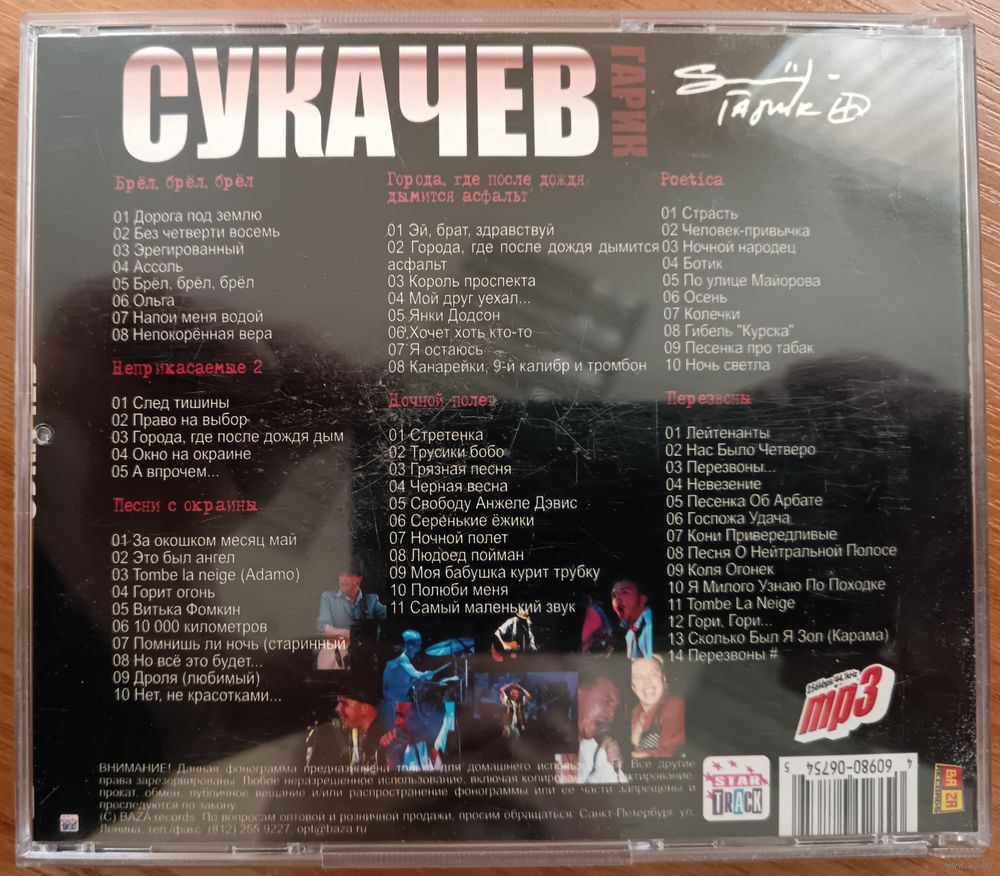 СУКАЧЕВ
ГАРИК
Гарик
Брёл, брёл, брёл
01 Дорога под землю
02 Без четверти восемь
03 Эрегированный
04 Ассоль
05 Брёл, брёл, брёл
06 Ольга
07 Напои меня водой
08 Непокорённая вера
Неприкасаемые 2
01 След тишины
02 Право на выбор
03 Города, где после дождя дым
04 Окно на окраине
05 А впрочем...
Песни с окраины
01 За окошком месяц май
02 Это был ангел
03 Tombe la neige (Adamo)
04 Горит огонь
05 Витька Фомкин
06 10 000 километров
07 Помнишь ли ночь (старинный
08 Но всё это будет...
09 Дроля (любимый)
10 Нет, не красотками...
Города, где после дождя
дымится асфальт
01 Эй, брат, здравствуй
02 Города, где после дождя дымится
асфальт
03 Король проспекта
04 Мой друг уехал...
05 Янки Додсон
06 Хочет хоть кто-то
07 Я остаюсь
08 Канарейки, 9-й калибр и тромбон
Ночной полет
01 Стретенка
02 Трусики бобо
03 Грязная песня
04 Черная весна
05 Свободу Анжеле Дэвис
06 Серенькие ёжики
07 Ночной полет
08 Людоед пойман
09 Моя бабушка курит трубку
10 Полюби меня
11 Самый маленький звук
Poetica
01 Страсть
02 Человек-привычка
03 Ночной народец
04 Ботик
05 По улице Майорова
06 Осень
07 Колечки
08 Гибель "Курска"
09 Песенка про табак
10 Ночь светла
Перезвоны
01 Лейтенанты
02 Нас Было Четверо
03 Перезвоны...
04 Невезение
05 Песенка Об Арбате
06 Госпожа Удача
07 Кони Привередливые
08 Песня О Нейтральной Полосе
09 Коля Огонек
10 Я Милого Узнаю По Походке
11 Tombe La Neige
12 Гори, Гори...
13 Сколько Был Я Зол (Карама)
14 Перезвоны #
256kbps/44.1kHz
mp3
ВНИМАНИЕ! Данная фонограмма предназначена только для домашнего использования. Все другие
права зарезервированы. Любое неразрешенное использование, включая копирование, редактирование
прокат, обмен, публичное вещание и/или распространение фонограммы или ее части запрещены и
преследуются по закону.
(С) BAZA records. По вопросам оптовой и розничной продажи, просим обращаться: Санкт-Петербург, ул.
Ленина, тел./факс: (812) 255 9227, opt@baza.ru
STAR
TRACK
4 60980-06754 5
BAZA